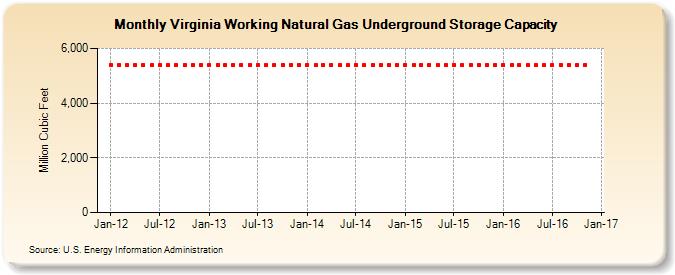 Monthly Virginia Working Natural Gas Underground Storage Capacity
Million Cubic Feet
6,000
4,000
2,000
0
Jan-12 Jul-12 Jan-13 Jul-13 Jan-14 Jul-14 Jan-15 Jul-15 Jan-16 Jul-16 Jan-17
Source: U.S. Energy Information Administration